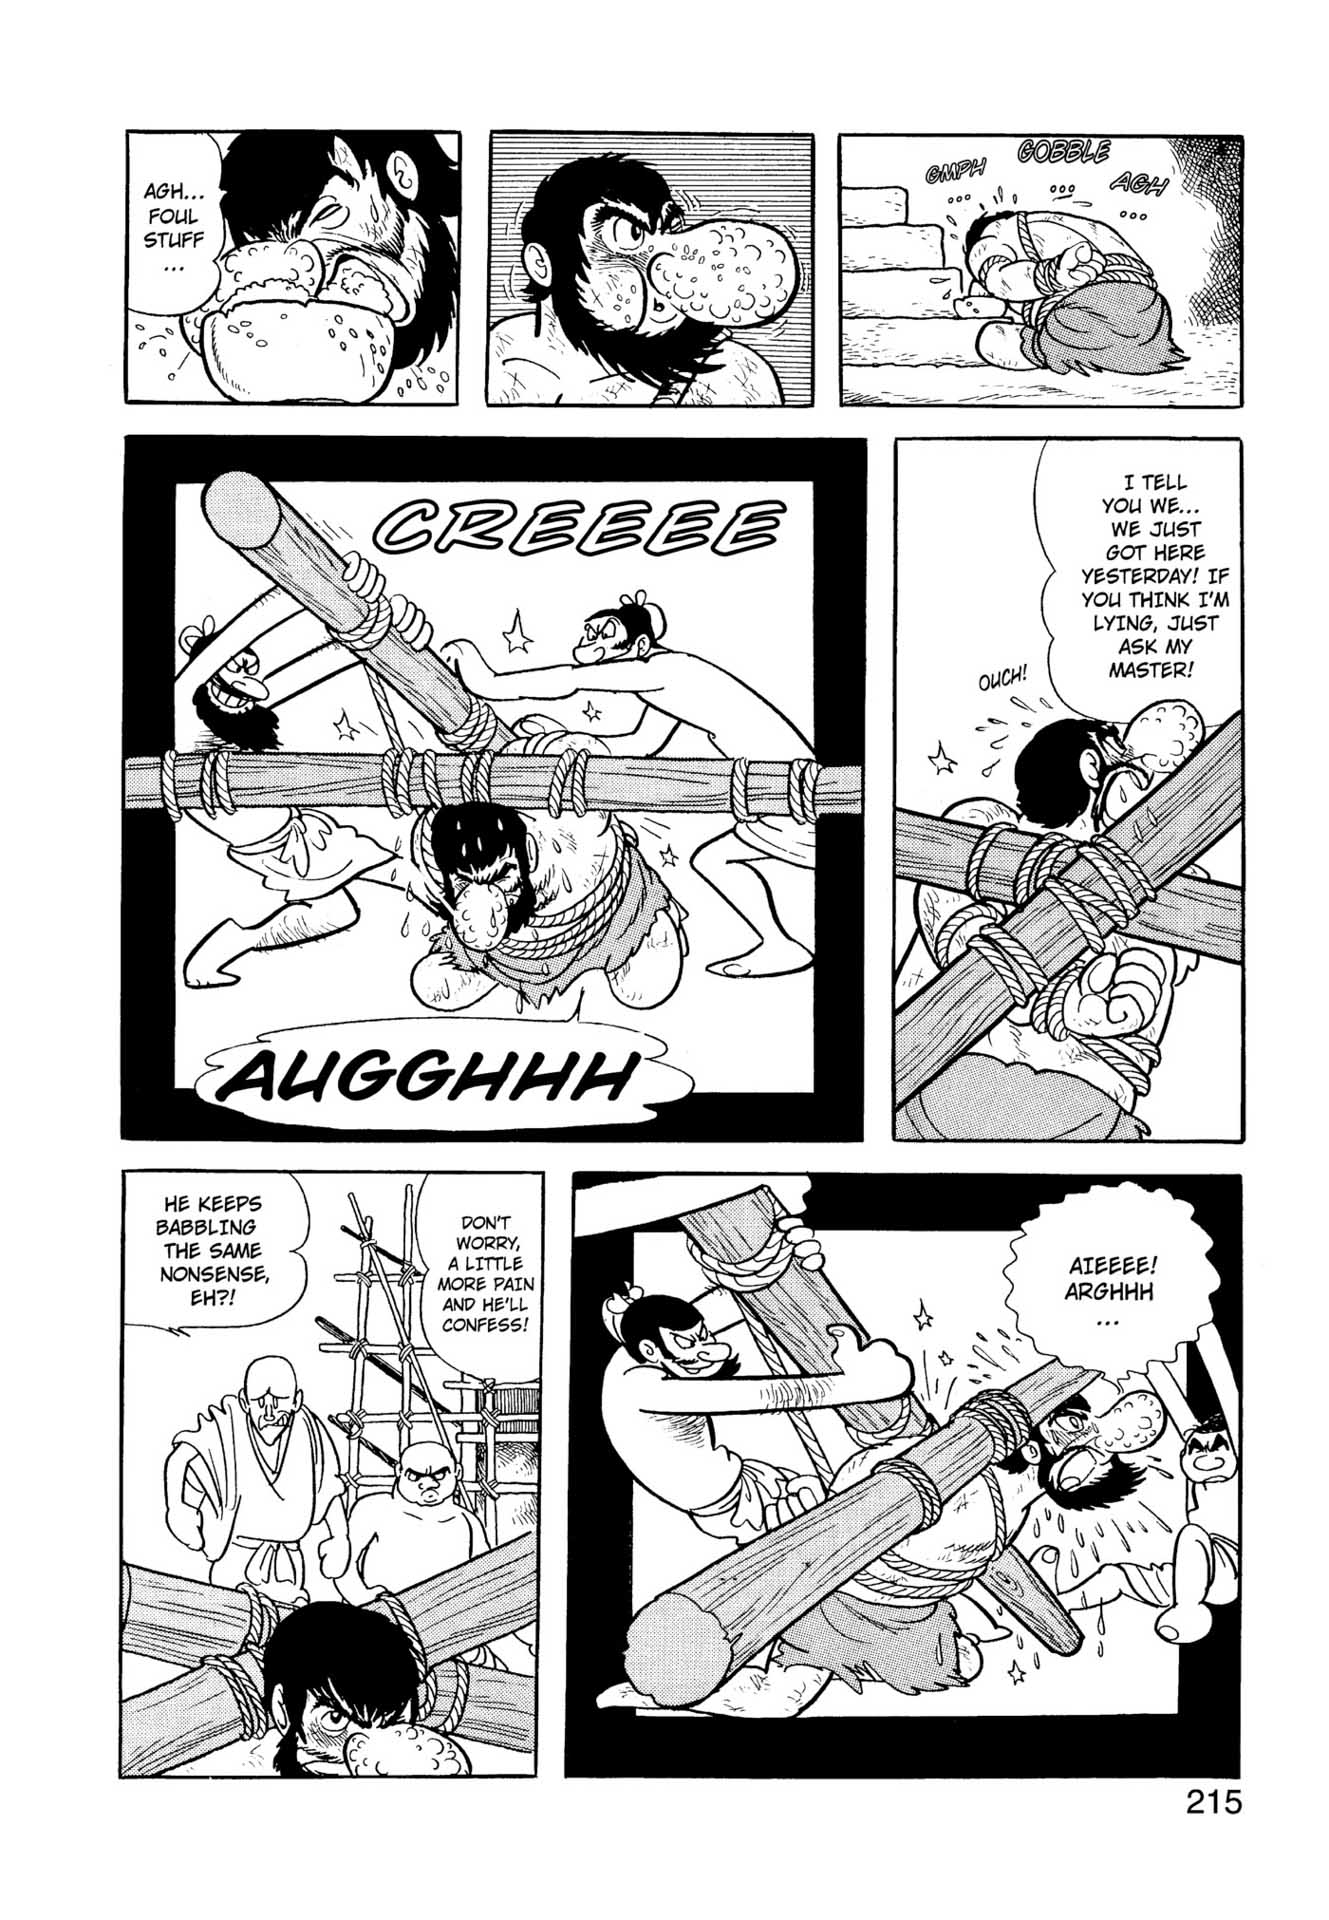 GMPH
...
GOBBLE
...
AGH
...
AGH...
FOUL
STUFF
...
I TELL
YOU WE...
WE JUST
GOT HERE
YESTERDAY! IF
YOU THINK I'M
LYING, JUST
ASK MY
MASTER!
OUCH!
CREEEE
AUGGHHH
AIEEEE!
ARGHHH
...
DON'T
WORRY,
A LITTLE
MORE PAIN
AND HE'LL
CONFESS!
HE KEEPS
BABBLING
THE SAME
NONSENSE,
EH?!
215